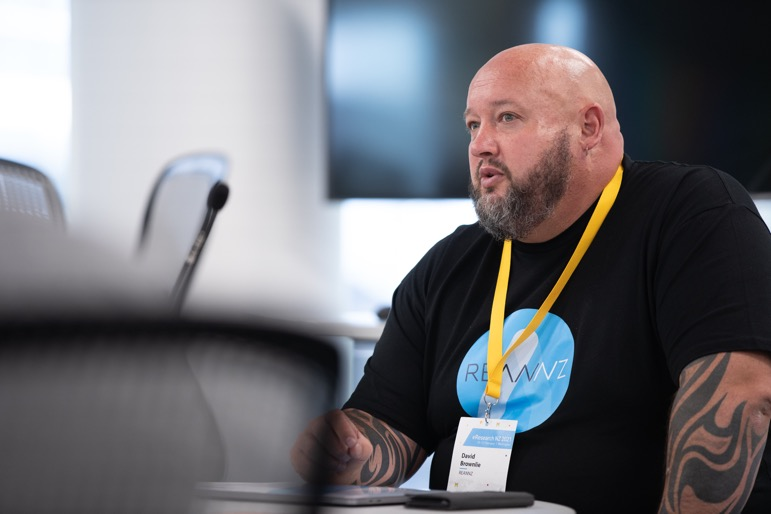 REANNZ
eResearch NZ 2021
David
Brownlie
REANNZ